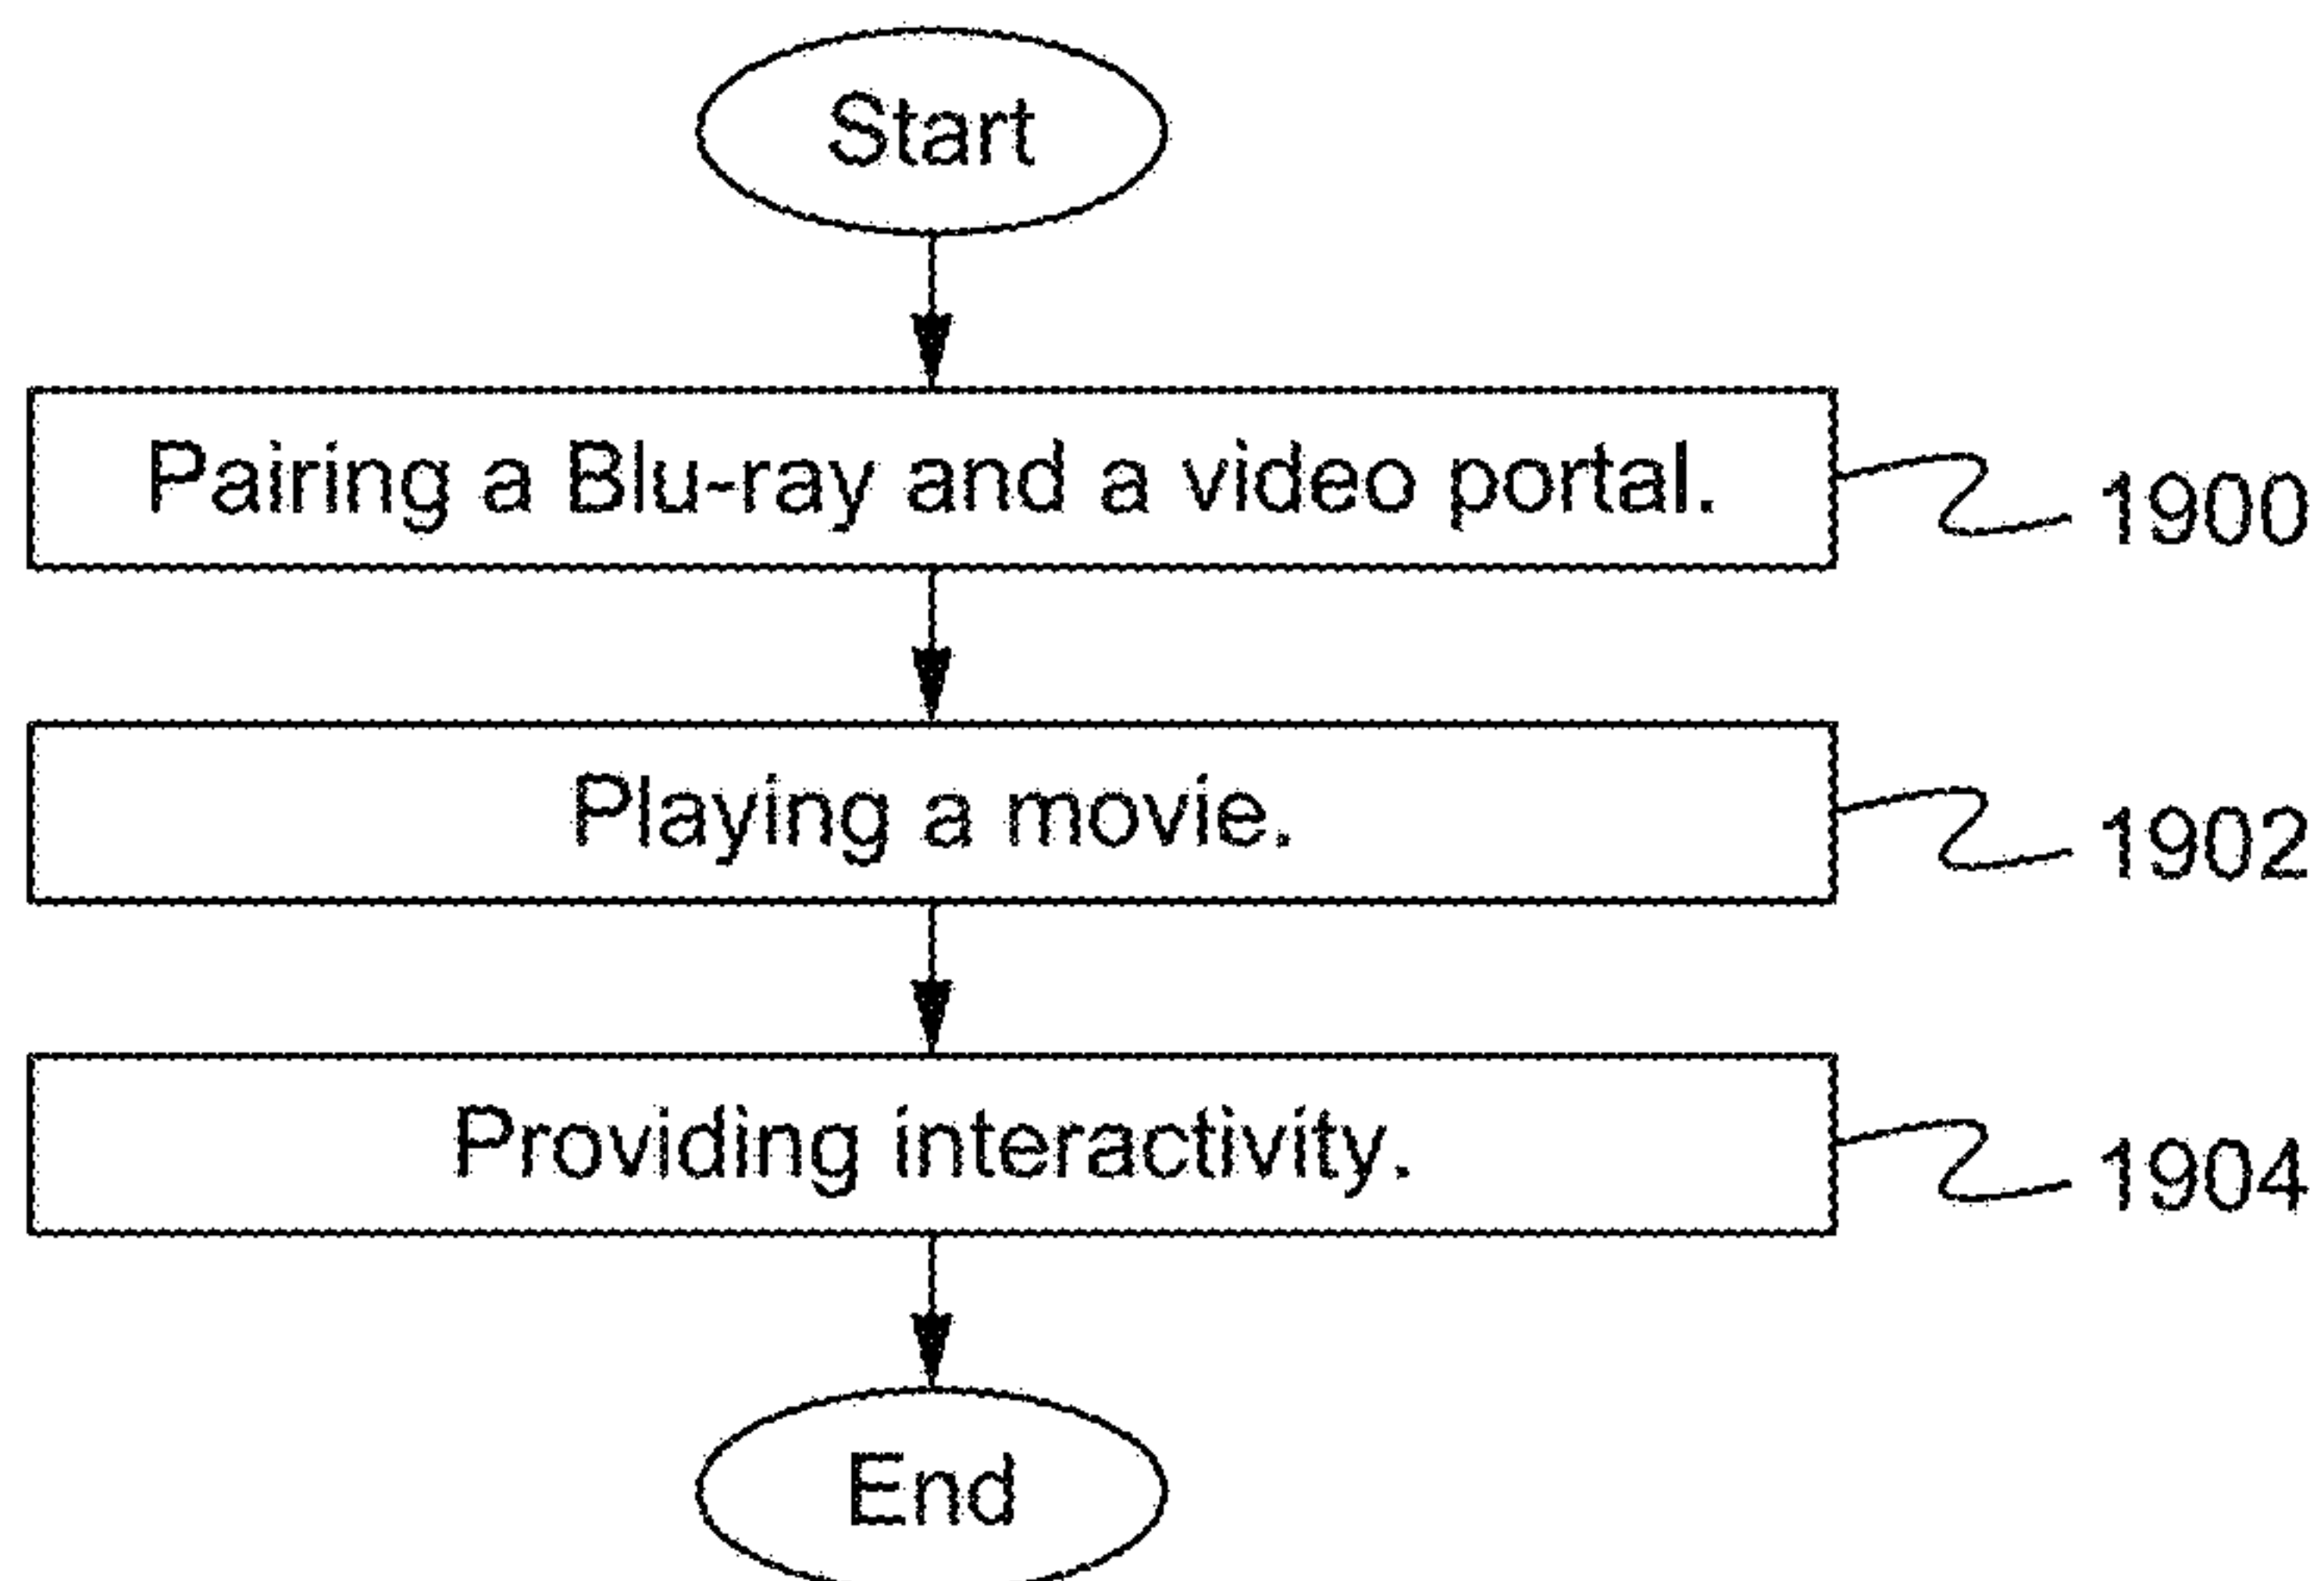 Start
Pairing a Blu-ray and a video portal.
1900
Playing a movie.
1902
Providing interactivity.
1904
End